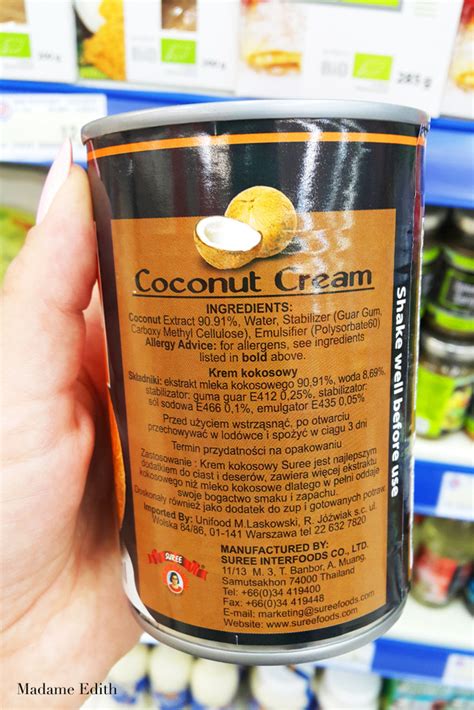 285 g
Coconut Cream
INGREDIENTS:
Coconut Extract 90.91%, Water, Stabilizer (Guar Gum,
Carboxy Methyl Cellulose), Emulsifier (Polysorbate60)
Allergy Advice: for allergens, see ingredients
listed in bold above.
Krem kokosowy
Składniki: ekstrakt mleka kokosowego 90,91%, woda 8,69%,
stabilizator: guma guar E412 0,25%, stabilizator:
sól sodowa E466 0,1%, emulgator E435 0,05%
Przed użyciem wstrząsnąć, po otwarciu
przechowywać w lodówce i spożyć w ciągu 3 dni
Termin przydatności na opakowaniu
Zastosowanie : Krem kokosowy Suree jest najlepszym
dodatkiem do ciast i deserów, zawiera więcej ekstraktu
kokosowego niż mleko kokosowe dlatego w pełni oddaje
swoje bogactwo smaku i zapachu.
Doskonały również jako dodatek do zup i gotowanych potraw
Imported By: Unifood M.Laskowski, R. Jóźwiak s.c. ul.
Wolska 84/86, 01-141 Warszawa tel 22 632 7820
SUREE
MANUFACTURED BY:
SUREE INTERFOODS CO., LTD.
11/13 M. 3, T. Banbor, A. Muang,
Samutsakhon 74000 Thailand
Tel: +66(0)34 419400
Fax: +66(0)34 419448
E-mail: marketing@sureefoods.com
Website: www.sureefoods.com
Shake well before use
Madame Edith